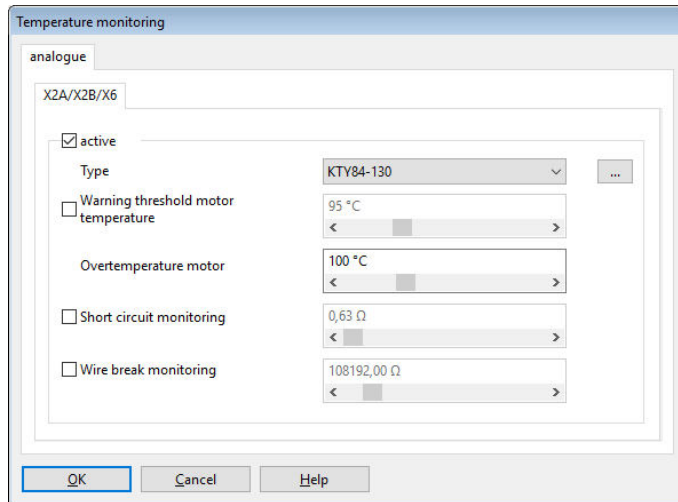 Temperature monitoring
analogue
X2A/X2B/X6
active
Type
KTY84-130
...
Warning threshold motor
temperature
95 °C
Overtemperature motor
100 °C
Short circuit monitoring
0,63 Ω
Wire break monitoring
108192,00 Ω
OK
Cancel
Help